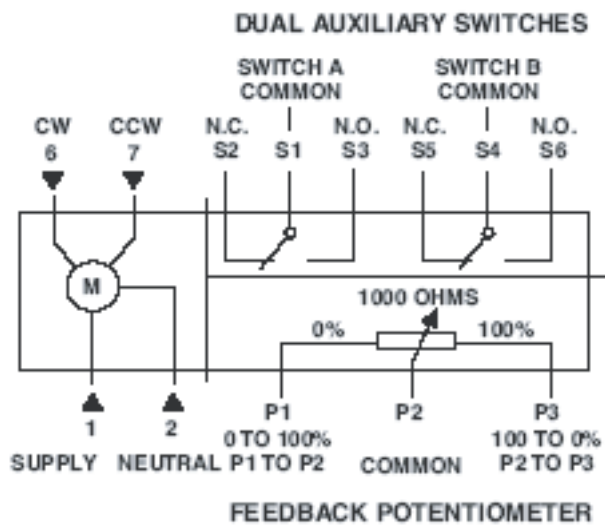 DUAL AUXILIARY SWITCHES
SWITCH A SWITCH B
COMMON COMMON
CW CCW N.C. N.O. N.C. N.O.
6 7 S2 S1 S3 S5 S4 S6
M
1000 OHMS
0% 100%
P1 P2 P3
1 2 0 TO 100% 100 TO 0%
SUPPLY NEUTRAL P1 TO P2 COMMON P2 TO P3
FEEDBACK POTENTIOMETER